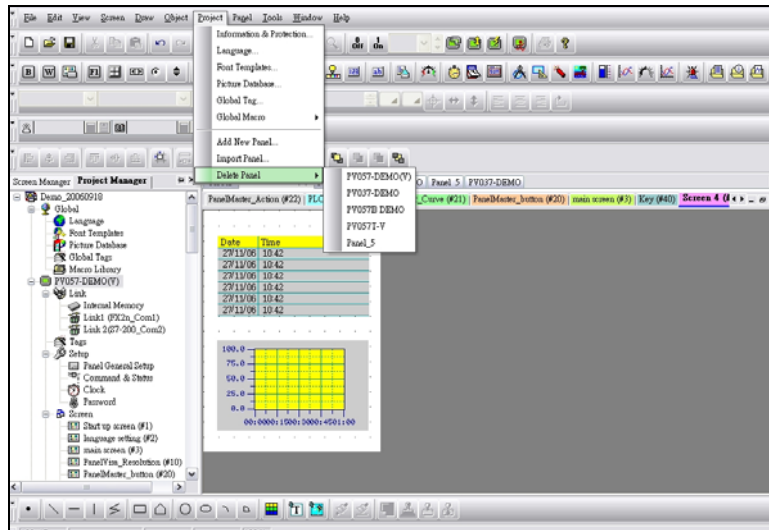 File Edit View Screen Draw Object Project Panel Tools Window Help
Information & Protection...
Language...
Font Templates...
Picture Database...
Global Tag...
Global Macro
Add New Panel...
Import Panel...
Delete Panel
PV057-DEMO(V)
PV037-DEMO
PV057B DEMO
PV057T-V
Panel_5
Screen Manager Project Manager
Panel 5 PV037-DEMO
PanelMaster_Action (#22) PLC
Curve (#21) PanelMaster_button (#20) main screen (#3) Key (#40) Screen 4
Demo_20060918
Global
Language
Font Templates
Picture Database
Global Tags
Macro Library
PV057-DEMO(V)
Link
Internal Memory
Link1 (FX2n_Com1)
Link 2(S7-200_Com2)
Tags
Setup
Panel General Setup
Command & Status
Clock
Password
Screen
Start up screen (#1)
language setting (#2)
main screen (#3)
PanelVisa_Resolution (#10)
PanelMaster_button (#20)
Date Time
27/11/06 10:42
27/11/06 10:42
27/11/06 10:42
27/11/06 10:42
27/11/06 10:42
27/11/06 10:42
100.0
75.0
50.0
25.0
0.0
00:0000:1500:3000:4501:00